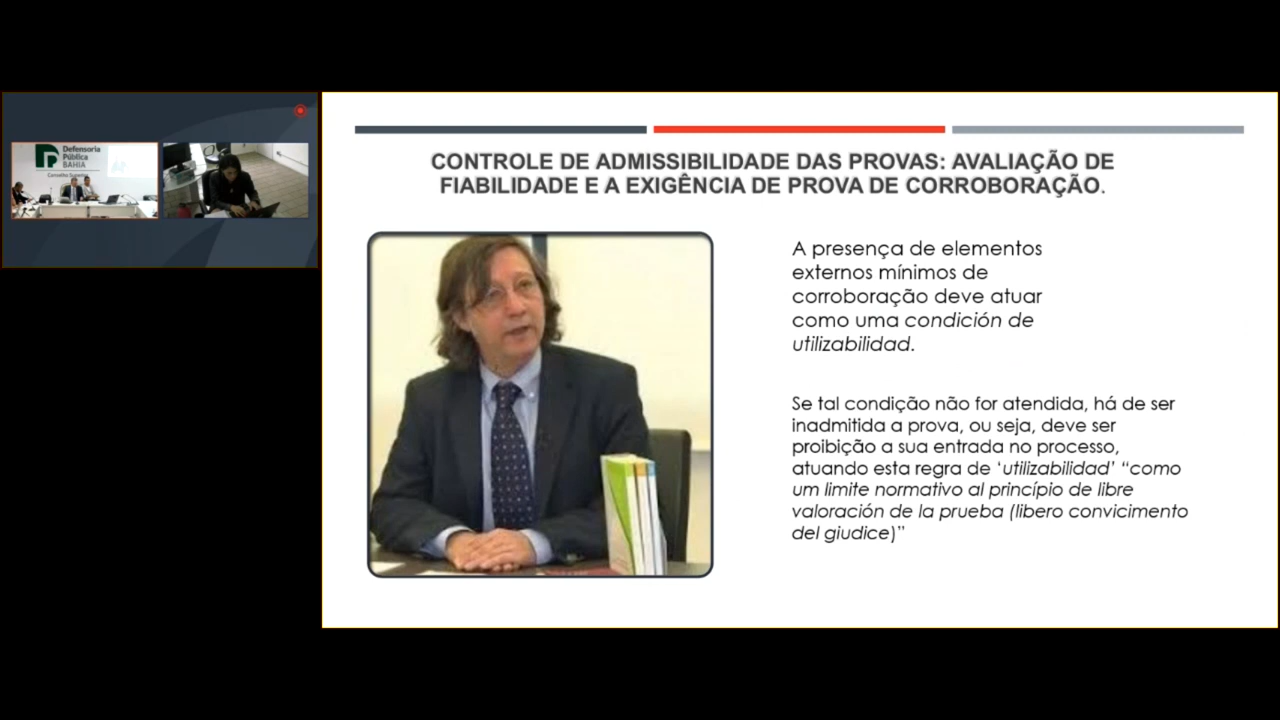 Defensoria
Pública
BAHIA
Conselho Superior
CONTROLE DE ADMISSIBILIDADE DAS PROVAS: AVALIAÇÃO DE
FIABILIDADE E A EXIGÊNCIA DE PROVA DE CORROBORAÇÃO.
A presença de elementos
externos mínimos de
corroboração deve atuar
como uma condición de
utilizabilidad.
Se tal condição não for atendida, há de ser
inadmitida a prova, ou seja, deve ser
proibição a sua entrada no processo,
atuando esta regra de ‘utilizabilidad’ “como
um limite normativo al princípio de libre
valoración de la prueba (libero convicimento
del giudice)”